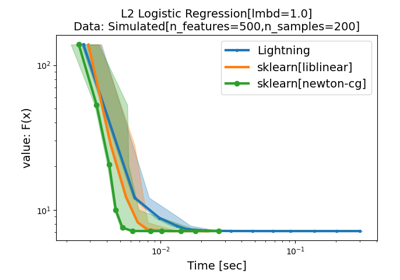 L2 Logistic Regression[lmbd=1.0]
Data: Simulated[n_features=500,n_samples=200]
Lightning
sklearn[liblinear]
sklearn[newton-cg]
value: F(x)
10²
10¹
10⁻²
10⁻¹
Time [sec]